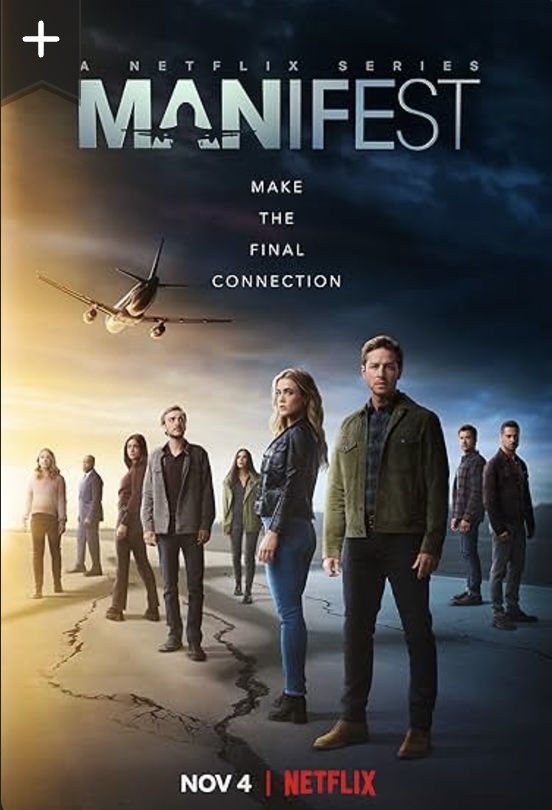 A NETFLIX SERIES
MANIFEST
MAKE
THE
FINAL
CONNECTION
NOV 4 | NETFLIX